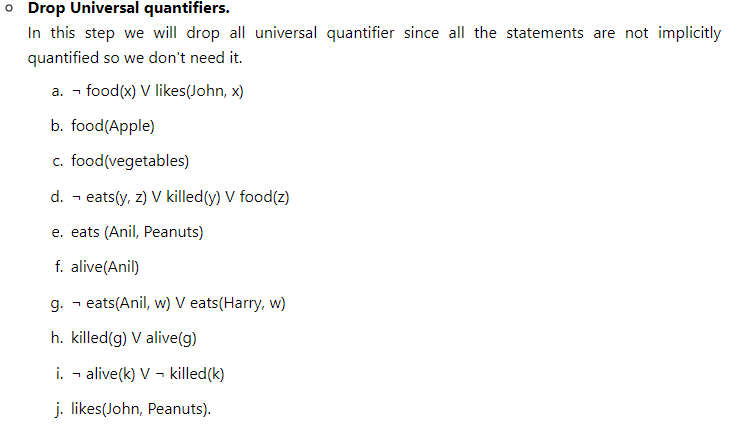 Drop Universal quantifiers.
In this step we will drop all universal quantifier since all the statements are not implicitly
quantified so we don't need it.
a. ¬ food(x) V likes(John, x)
b. food(Apple)
c. food(vegetables)
d. ¬ eats(y, z) V killed(y) V food(z)
e. eats (Anil, Peanuts)
f. alive(Anil)
g. ¬ eats(Anil, w) V eats(Harry, w)
h. killed(g) V alive(g)
i. ¬ alive(k) V ¬ killed(k)
j. likes(John, Peanuts).